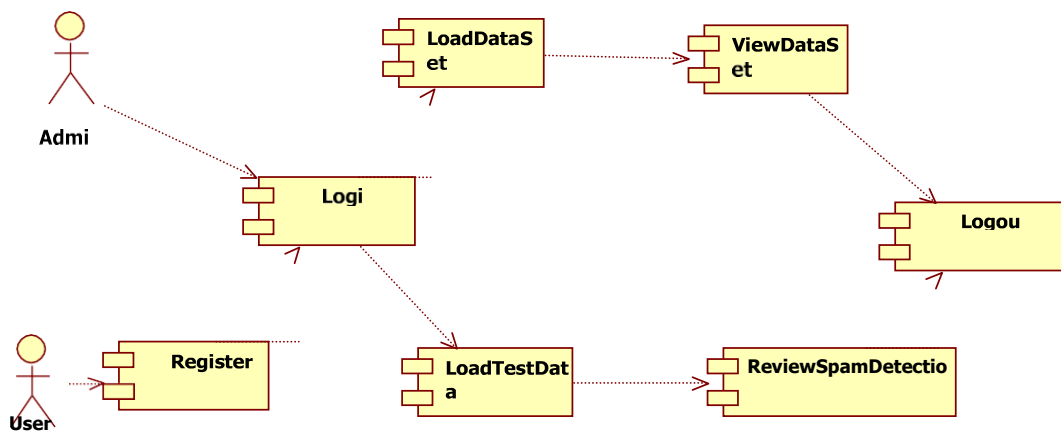 LoadDataS
et
ViewDataS
et
Admi
Logi
Logou
Register
LoadTestDat
a
ReviewSpamDetectio
User